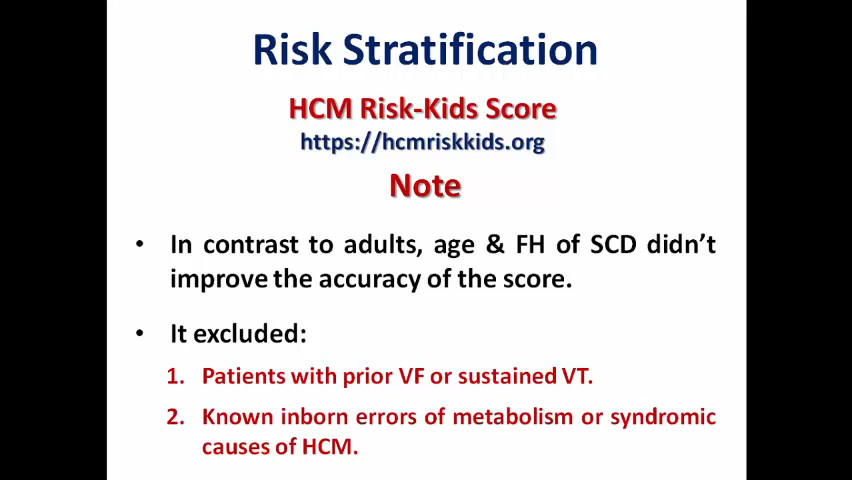 Risk Stratification
HCM Risk-Kids Score
https://hcmriskkids.org
Note
• In contrast to adults, age & FH of SCD didn't
improve the accuracy of the score.
• It excluded:
1. Patients with prior VF or sustained VT.
2. Known inborn errors of metabolism or syndromic
causes of HCM.